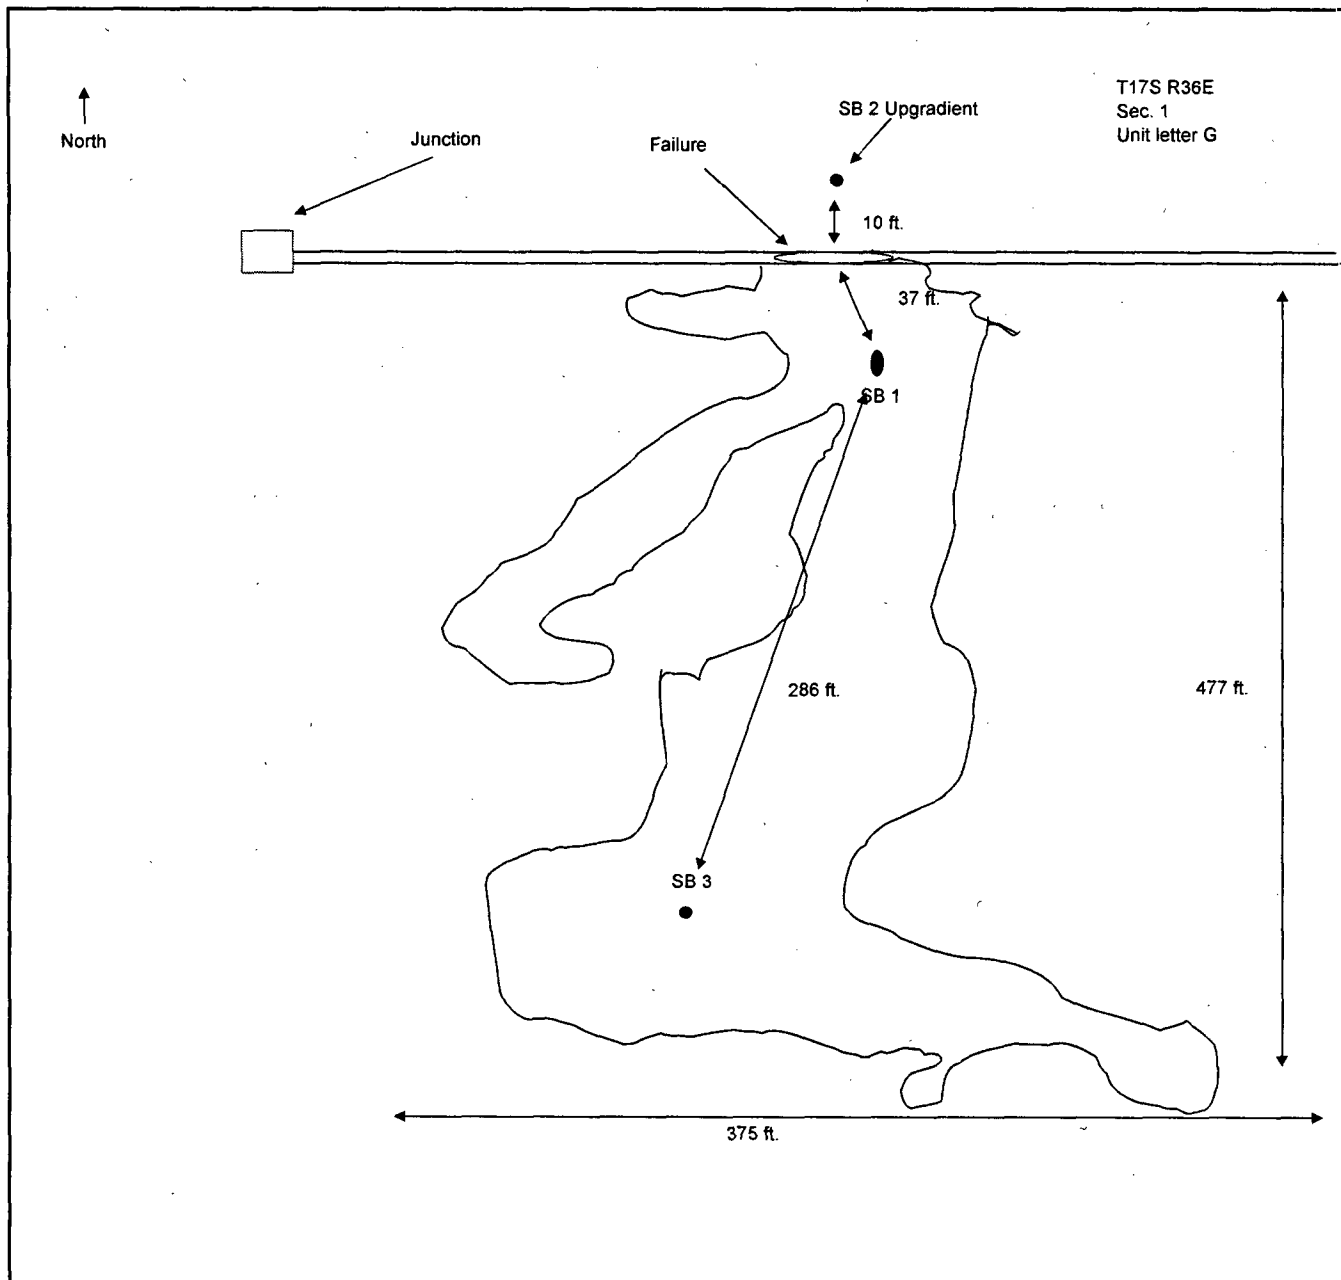 T17S R36E
Sec. 1
Unit letter G
North
Junction
Failure
SB 2 Upgradient
10 ft.
37 ft.
SB 1
286 ft.
477 ft.
SB 3
375 ft.